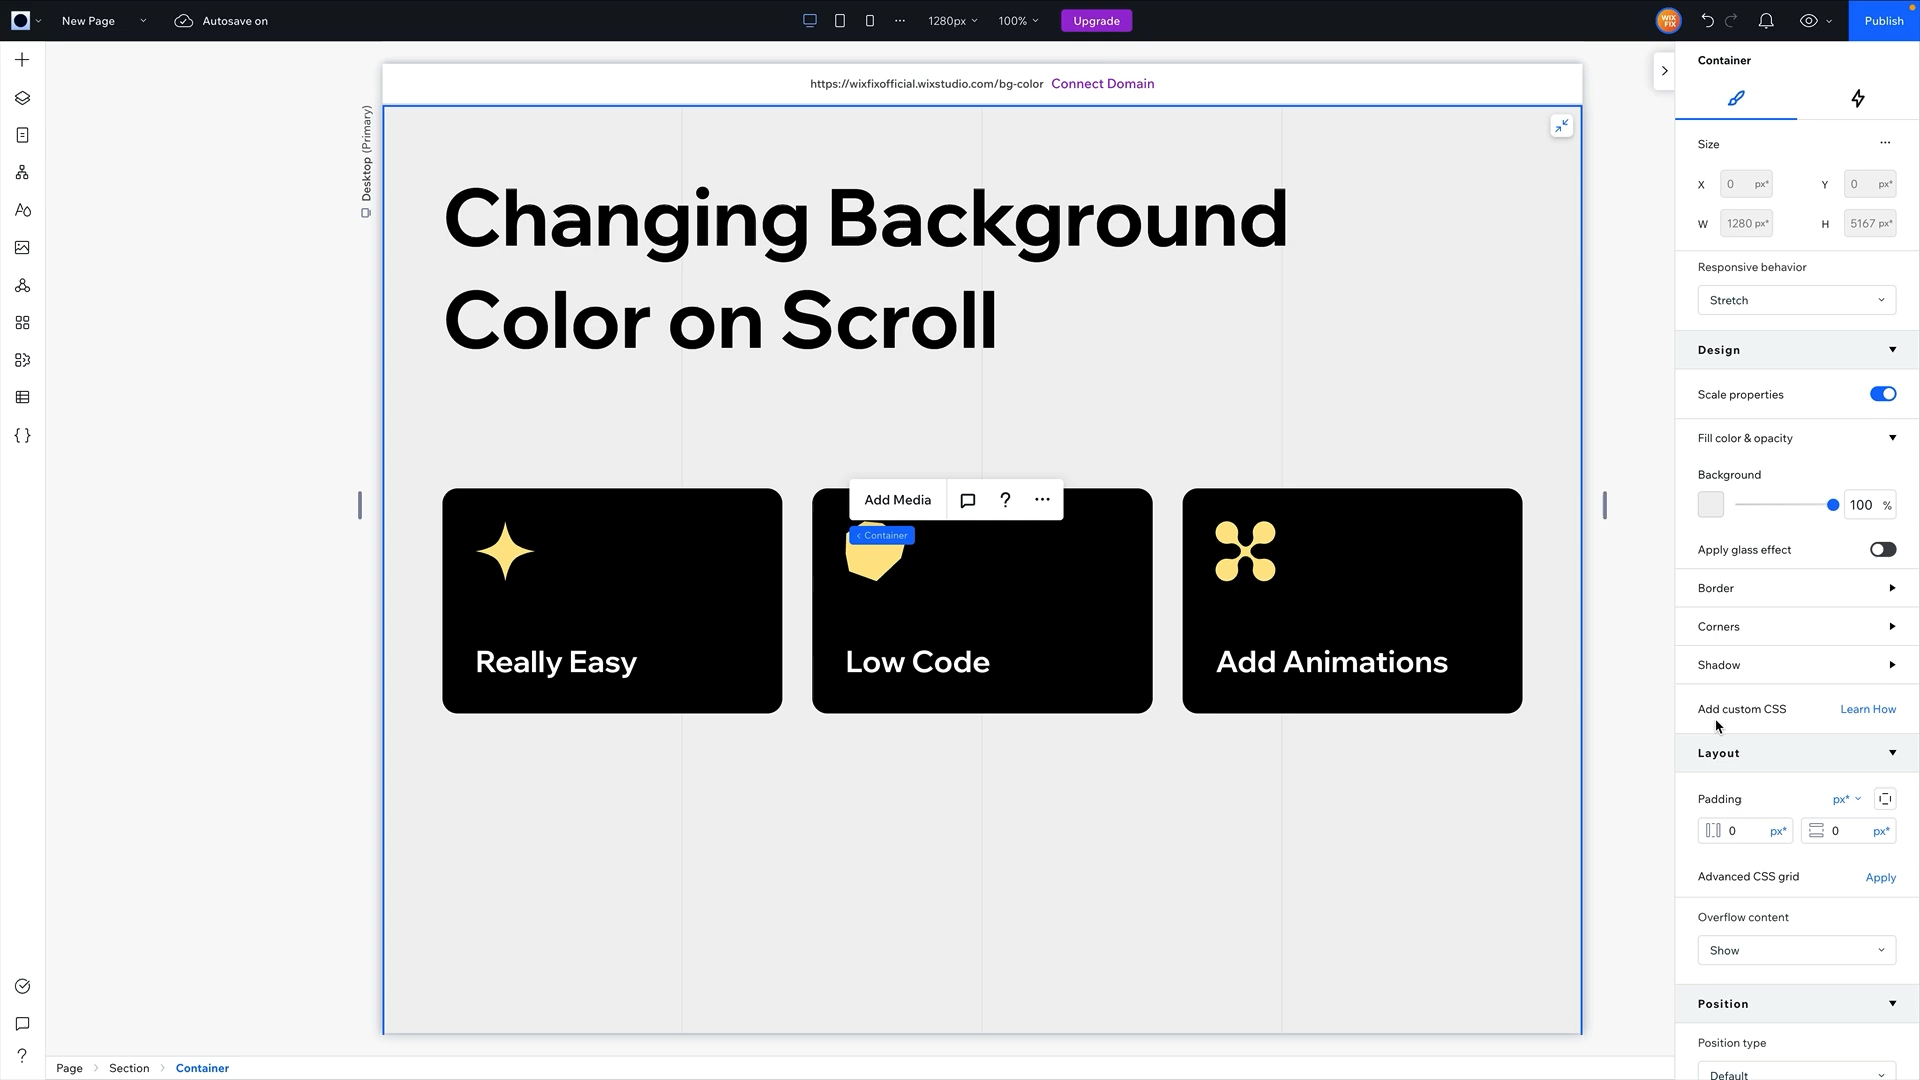 New Page
Autosave on
1280px
100%
Upgrade
WIX FIX
Publish
https://wixfixofficial.wixstudio.com/bg-color Connect Domain
Desktop (Primary)
Changing Background
Color on Scroll
Add Media
?
Container
Really Easy
Low Code
Add Animations
Container
Size
X 0 px* Y 0 px*
W 1280 px* H 5167 px*
Responsive behavior
Stretch
Design
Scale properties
Fill color & opacity
Background
100 %
Apply glass effect
Border
Corners
Shadow
Add custom CSS Learn How
Layout
Padding px*
0 px* 0 px*
Advanced CSS grid Apply
Overflow content
Show
Position
Position type
Default
?
Page > Section > Container